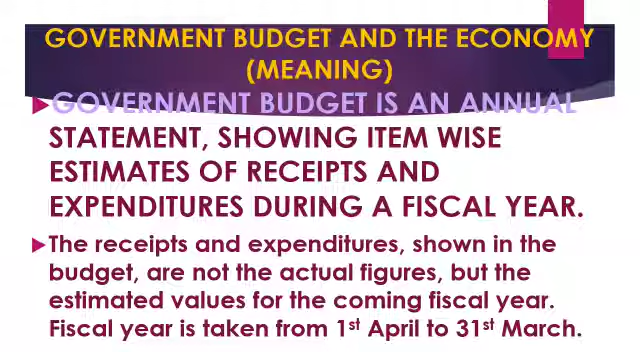 GOVERNMENT BUDGET AND THE ECONOMY
(MEANING)
GOVERNMENT BUDGET IS AN ANNUAL
STATEMENT, SHOWING ITEM WISE
ESTIMATES OF RECEIPTS AND
EXPENDITURES DURING A FISCAL YEAR.
The receipts and expenditures, shown in the
budget, are not the actual figures, but the
estimated values for the coming fiscal year.
Fiscal year is taken from 1st April to 31st March.